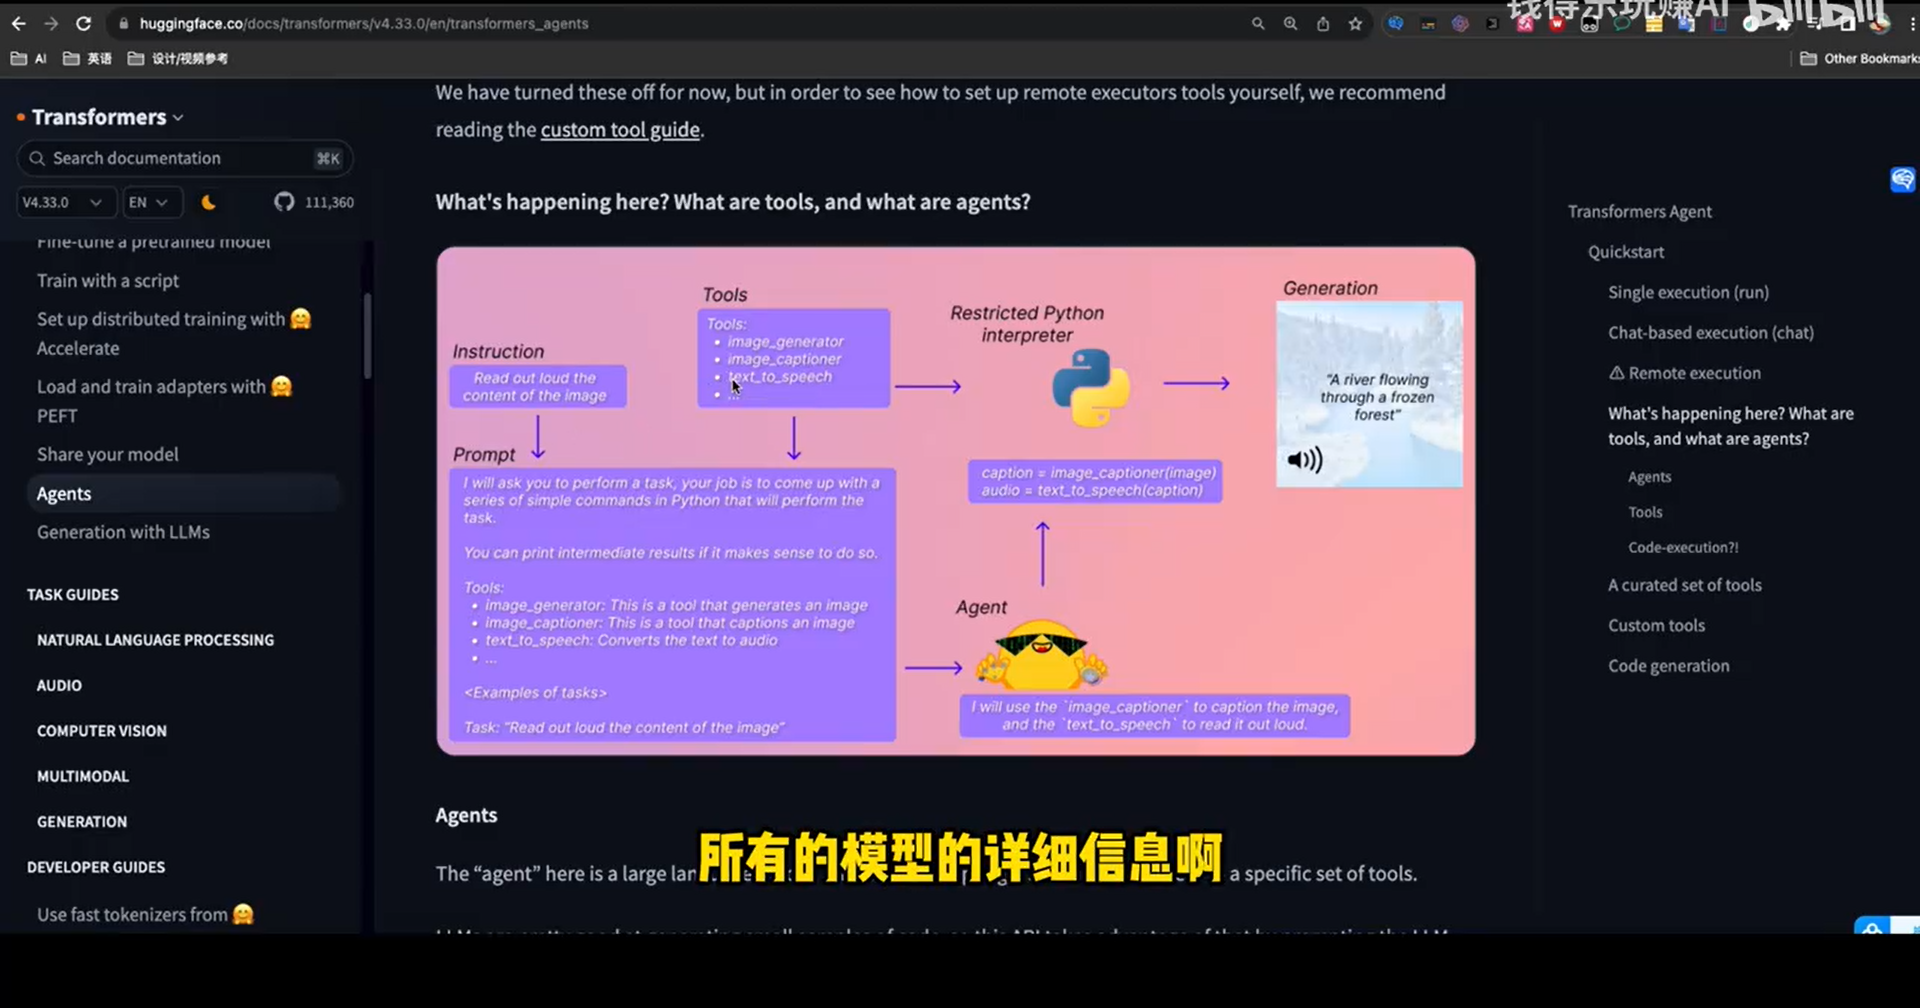 huggingface.co/docs/transformers/v4.33.0/en/transformers_agents
AI
英语
设计/视频参考
Other Bookmarks
We have turned these off for now, but in order to see how to set up remote executors tools yourself, we recommend
reading the custom tool guide.
Transformers
Search documentation
⌘K
V4.33.0
EN
111,360
Fine-tune a pretrained model
Train with a script
Set up distributed training with 🤗
Accelerate
Load and train adapters with 🤗
PEFT
Share your model
Agents
Generation with LLMs
TASK GUIDES
NATURAL LANGUAGE PROCESSING
AUDIO
COMPUTER VISION
MULTIMODAL
GENERATION
DEVELOPER GUIDES
Use fast tokenizers from 🤗
What's happening here? What are tools, and what are agents?
Instruction
Read out loud the
content of the image
Tools
Tools:
• image_generator
• image_captioner
• text_to_speech
• ...
Restricted Python
interpreter
Generation
"A river flowing
through a frozen
forest"
Prompt
I will ask you to perform a task, your job is to come up with a
series of simple commands in Python that will perform the
task.
You can print intermediate results if it makes sense to do so.
Tools:
• image_generator: This is a tool that generates an image
• image_captioner: This is a tool that captions an image
• text_to_speech: Converts the text to audio
• ...
<Examples of tasks>
Task: "Read out loud the content of the image"
caption = image_captioner(image)
audio = text_to_speech(caption)
Agent
I will use the `image_captioner` to caption the image,
and the `text_to_speech` to read it out loud.
Agents
The “agent” here is a large
a specific set of tools.
所有的模型的详细信息啊
Transformers Agent
Quickstart
Single execution (run)
Chat-based execution (chat)
⚠ Remote execution
What's happening here? What are
tools, and what are agents?
Agents
Tools
Code-execution?!
A curated set of tools
Custom tools
Code generation